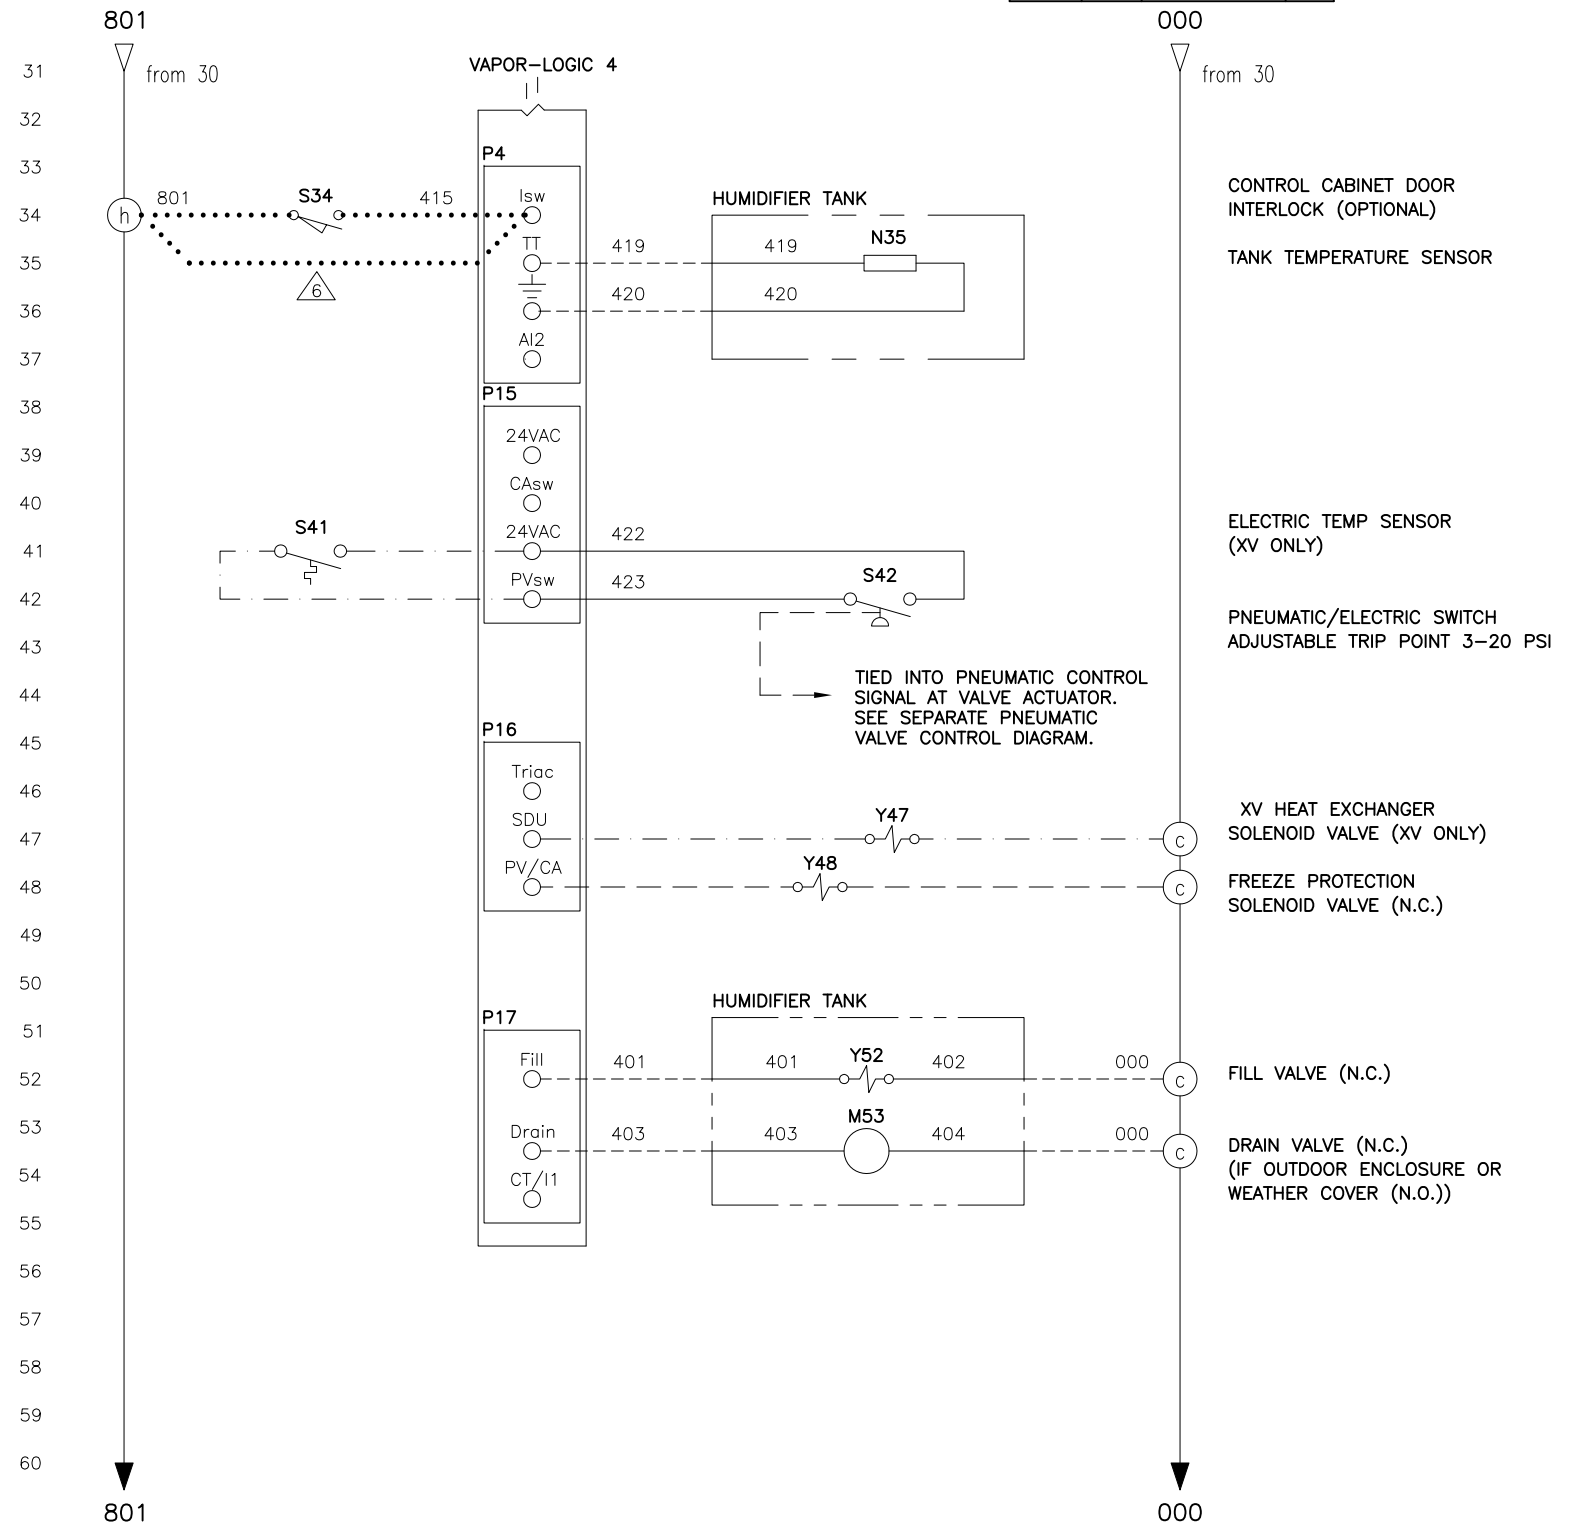 801 000
31 from 30 VAPOR-LOGIC 4 from 30
32
33 P4
801 S34 415 Isw HUMIDIFIER TANK CONTROL CABINET DOOR
34 h INTERLOCK (OPTIONAL)
TT 419 419 N35
35 TANK TEMPERATURE SENSOR
6 420 420
36
AI2
37
P15
38
24VAC
39
CAsw
40
S41 24VAC 422 ELECTRIC TEMP SENSOR
41 (XV ONLY)
PVsw 423 S42
42
PNEUMATIC/ELECTRIC SWITCH
43 ADJUSTABLE TRIP POINT 3-20 PSI
TIED INTO PNEUMATIC CONTROL
44 SIGNAL AT VALVE ACTUATOR.
SEE SEPARATE PNEUMATIC
P16
45 VALVE CONTROL DIAGRAM.
Triac
46
SDU Y47 XV HEAT EXCHANGER
47 c SOLENOID VALVE (XV ONLY)
PV/CA Y48
48 c FREEZE PROTECTION
SOLENOID VALVE (N.C.)
49
50
HUMIDIFIER TANK
51 P17
Fill 401 401 Y52 402 000
52 c FILL VALVE (N.C.)
53 M53
Drain 403 403 404 000
c DRAIN VALVE (N.C.)
54 (IF OUTDOOR ENCLOSURE OR
CT/I1 WEATHER COVER (N.O.))
55
56
57
58
59
60
801 000